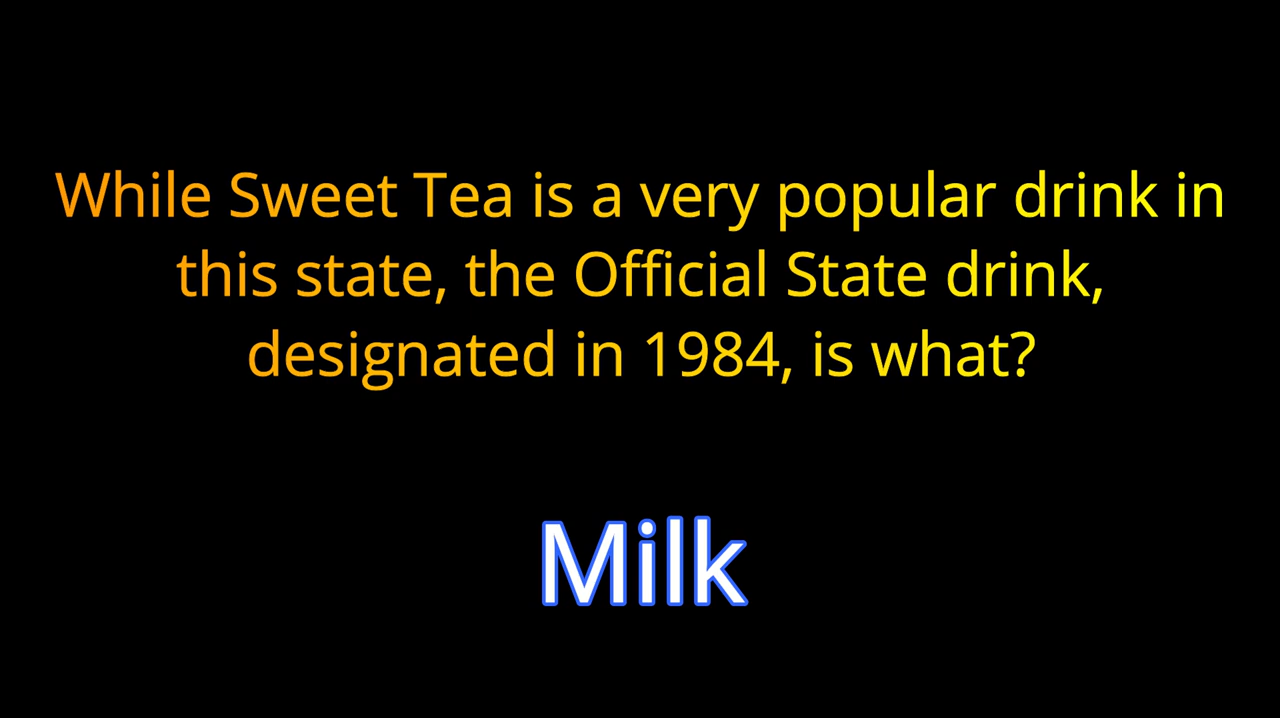 While Sweet Tea is a very popular drink in
this state, the Official State drink,
designated in 1984, is what?
Milk